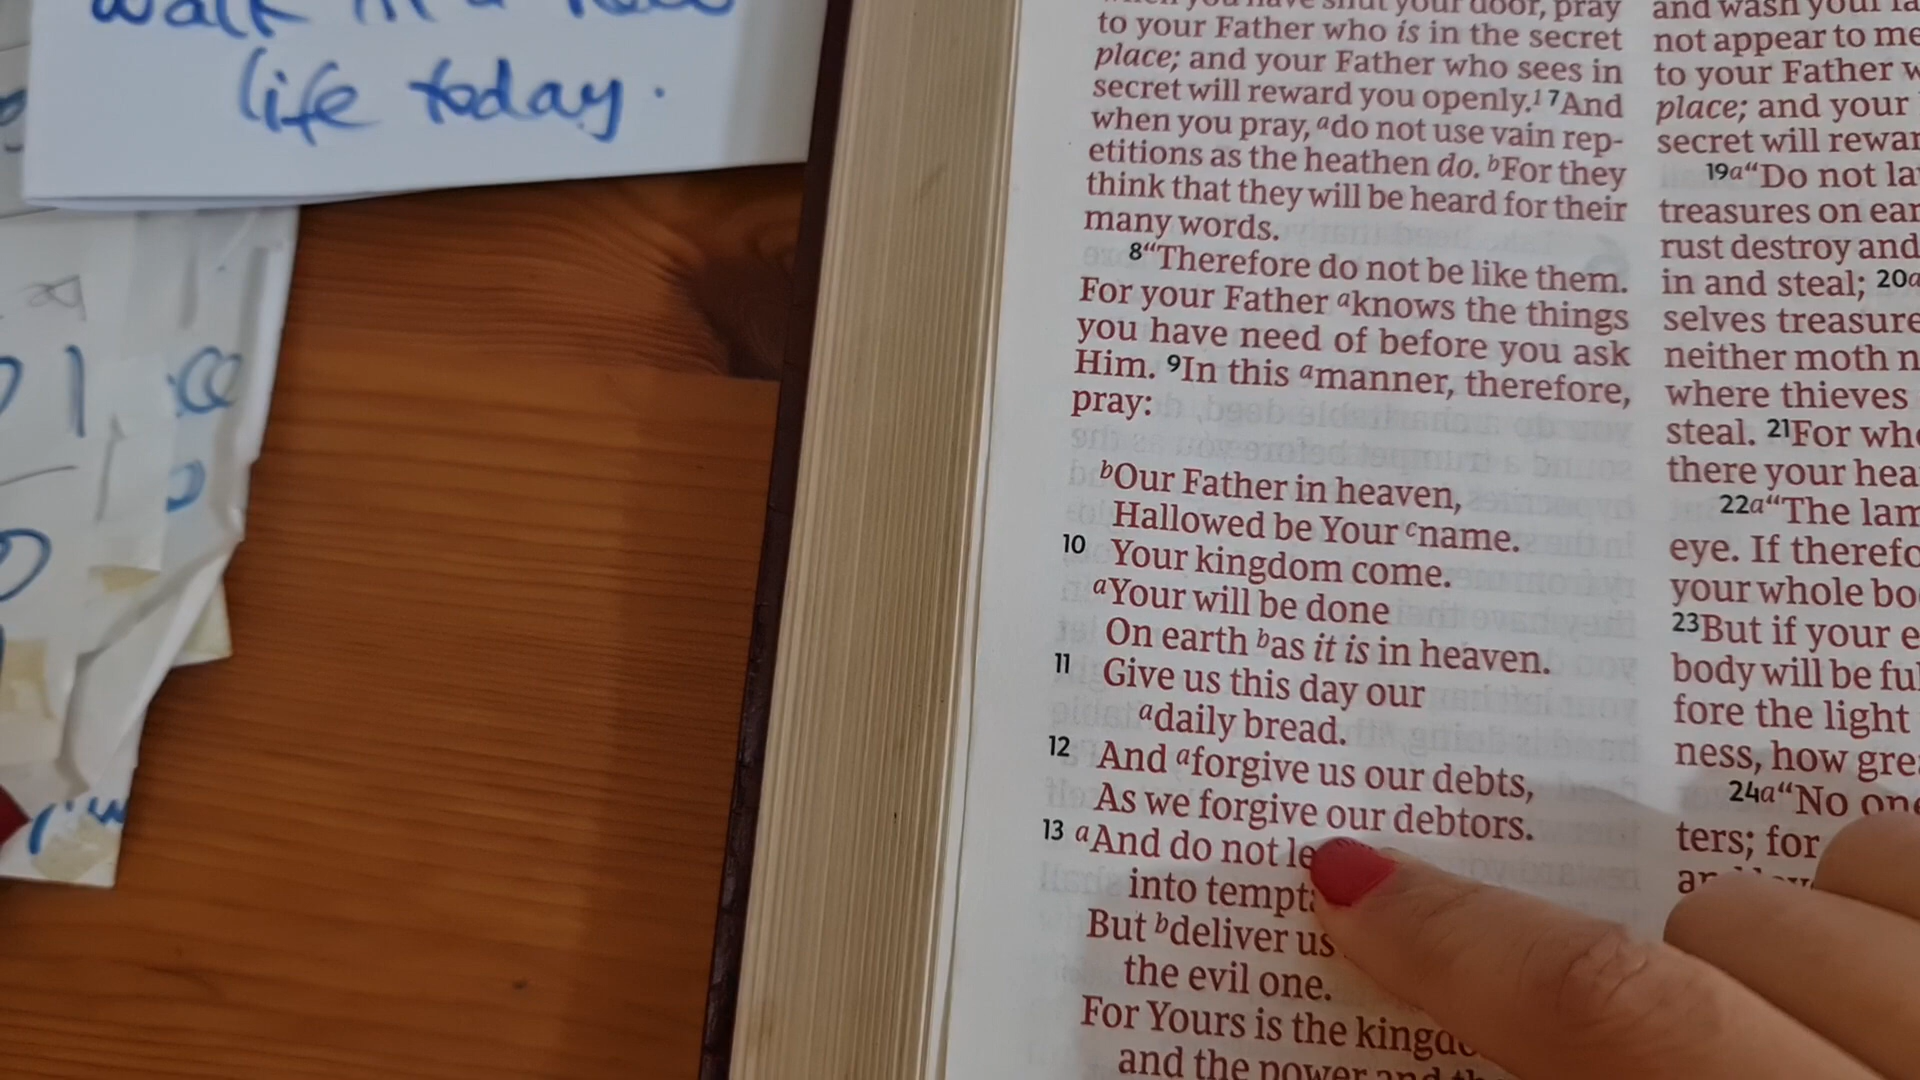 life today.
to your Father who is in the secret
place; and your Father who sees in
secret will reward you openly.1 7And
when you pray, ado not use vain rep-
etitions as the heathen do. bFor they
think that they will be heard for their
many words.
8“Therefore do not be like them.
For your Father aknows the things
you have need of before you ask
Him. 9In this amanner, therefore,
pray:
bOur Father in heaven,
Hallowed be Your cname.
10 Your kingdom come.
aYour will be done
On earth bas it is in heaven.
11 Give us this day our
adaily bread.
12 And aforgive us our debts,
As we forgive our debtors.
13 aAnd do not
into
But bdeliver us
the evil one.
For Yours is the
and the power and
not appear to
to your Father
place; and your
secret will
19a“Do not
treasures on
rust destroy and
in and steal; 20a
neither moth
where thieves
steal. 21For
there your
22a“The
eye. If
your whole
23But if your
body will be
fore the light
ness, how
24a“No
ters; for